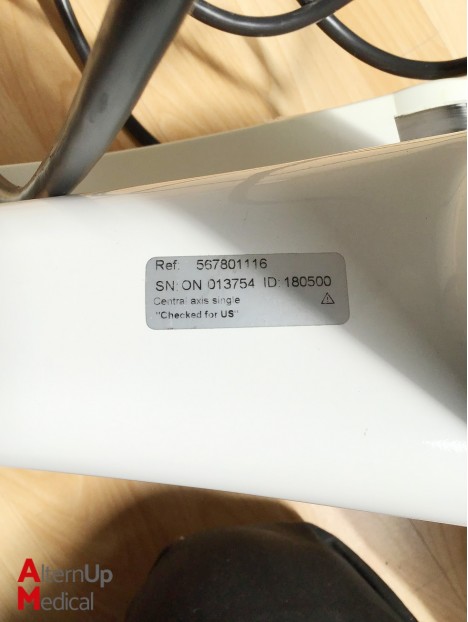 Ref: 567801116
SN: ON 013754 ID: 180500
Central axis single
"Checked for US"
AlternUp
Medical